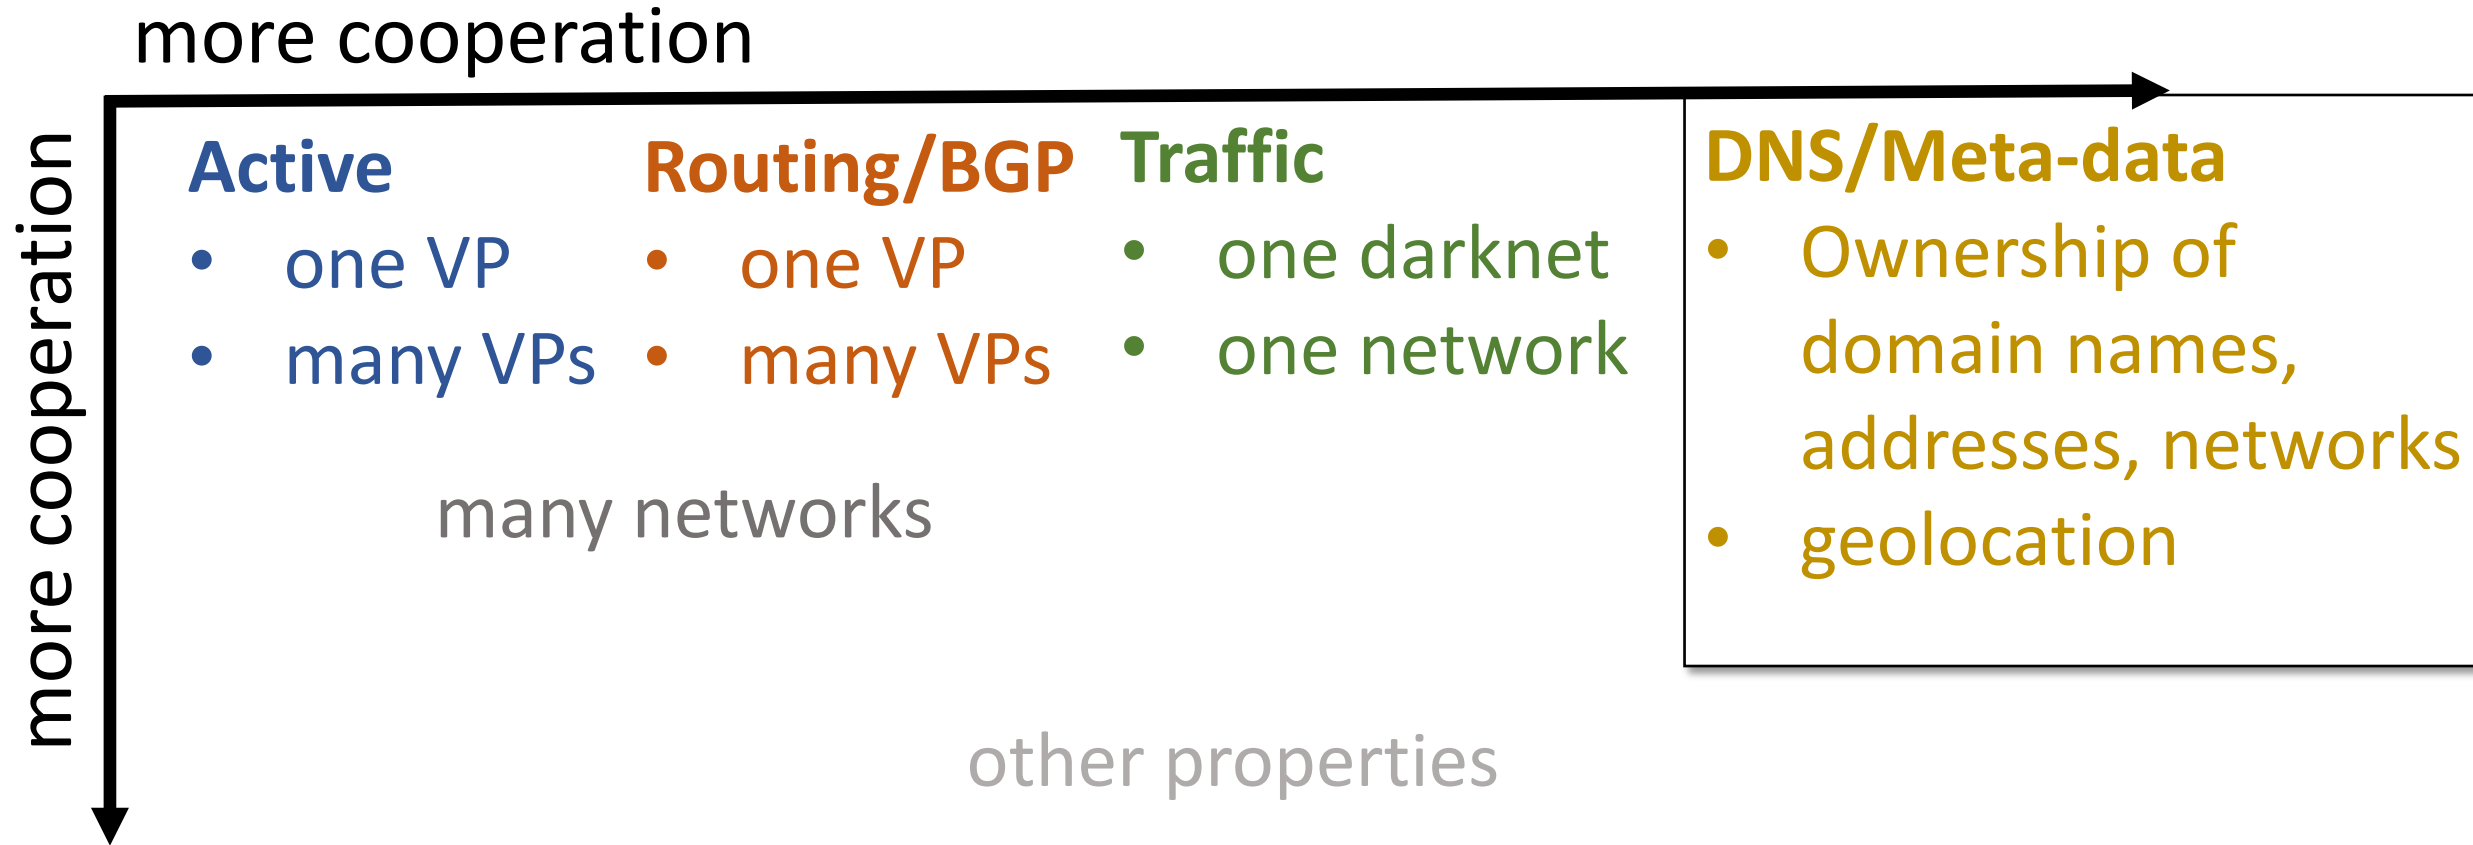 more cooperation
more cooperation
Active
• one VP
• many VPs
Routing/BGP
• one VP
• many VPs
Traffic
• one darknet
• one network
DNS/Meta-data
• Ownership of
domain names,
addresses, networks
• geolocation
many networks
other properties